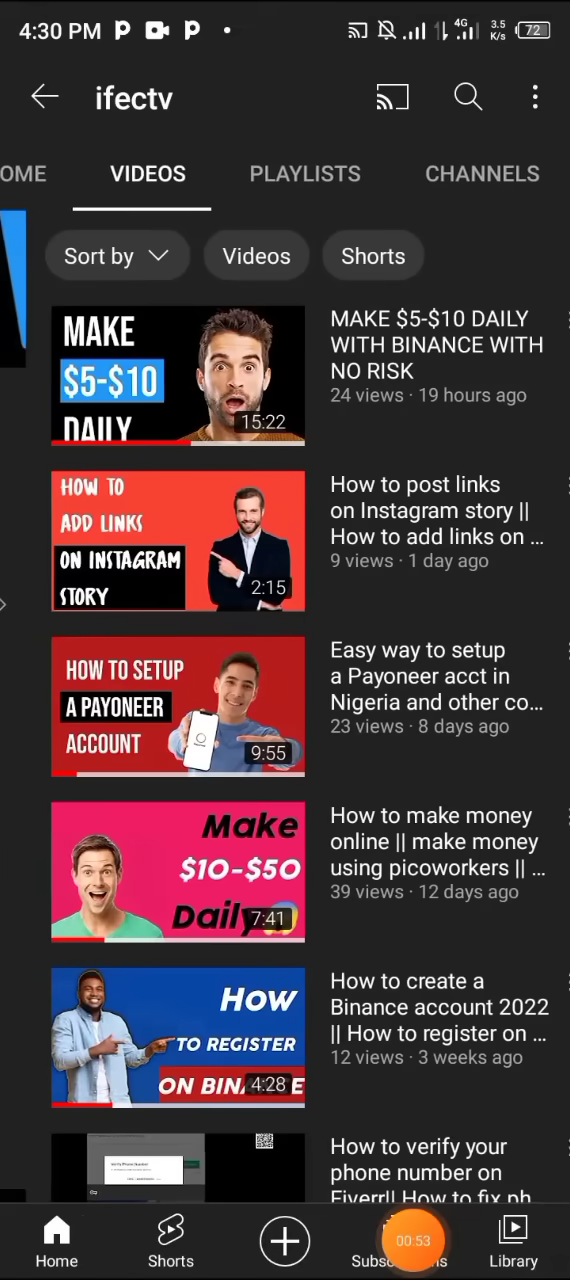 4:30 PM
4G
3.5
K/s
72
ifectv
OME
VIDEOS
PLAYLISTS
CHANNELS
Sort by
Videos
Shorts
MAKE
$5-$10
DAILY
15:22
MAKE $5-$10 DAILY
WITH BINANCE WITH
NO RISK
24 views · 19 hours ago
HOW TO
ADD LINKS
ON INSTAGRAM
STORY
2:15
How to post links
on Instagram story ||
How to add links on ...
9 views · 1 day ago
HOW TO SETUP
A PAYONEER
ACCOUNT
9:55
Easy way to setup
a Payoneer acct in
Nigeria and other co...
23 views · 8 days ago
Make
$10-$50
Daily
7:41
How to make money
online || make money
using picoworkers || ...
39 views · 12 days ago
How
TO REGISTER
ON BINA
4:28
How to create a
Binance account 2022
|| How to register on ...
12 views · 3 weeks ago
How to verify your
phone number on
Fiverr|| How to fix ph
Home
Shorts
00:53
Library